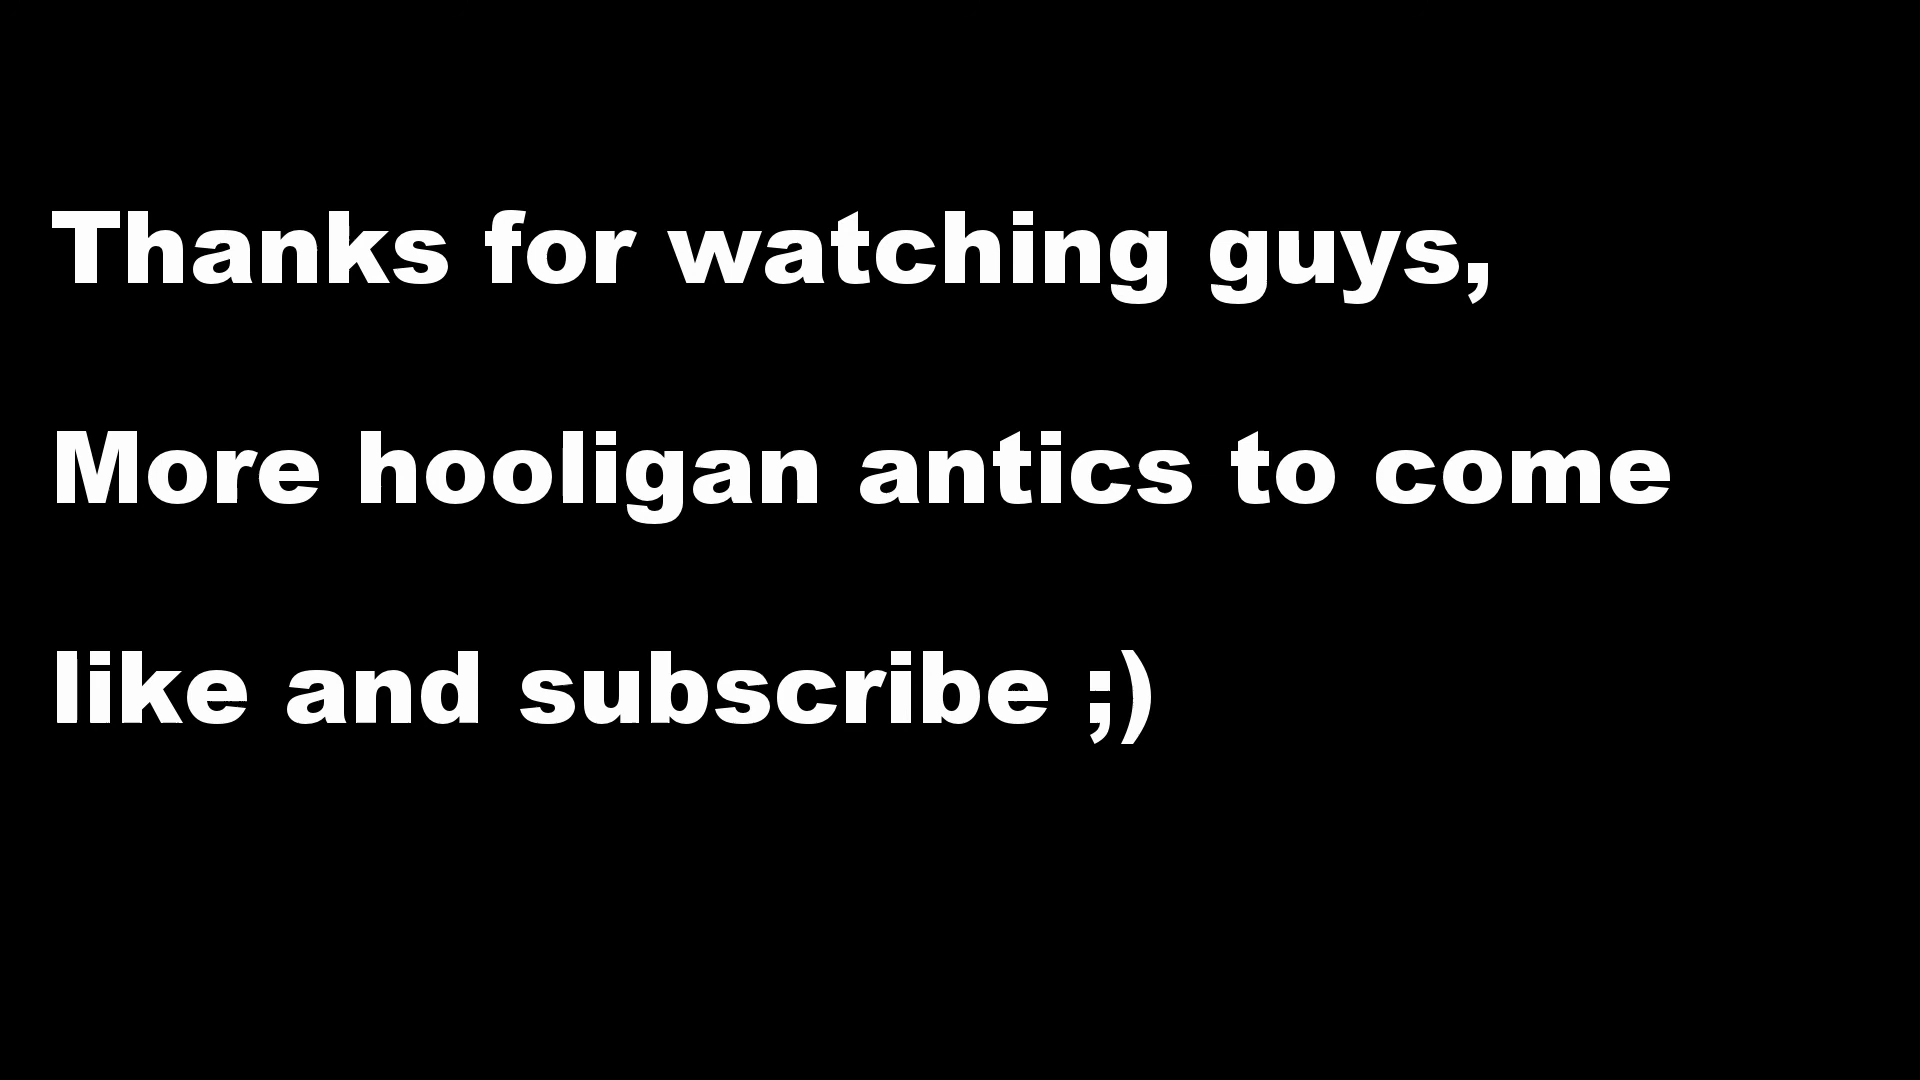 Thanks for watching guys,
More hooligan antics to come
like and subscribe ;)